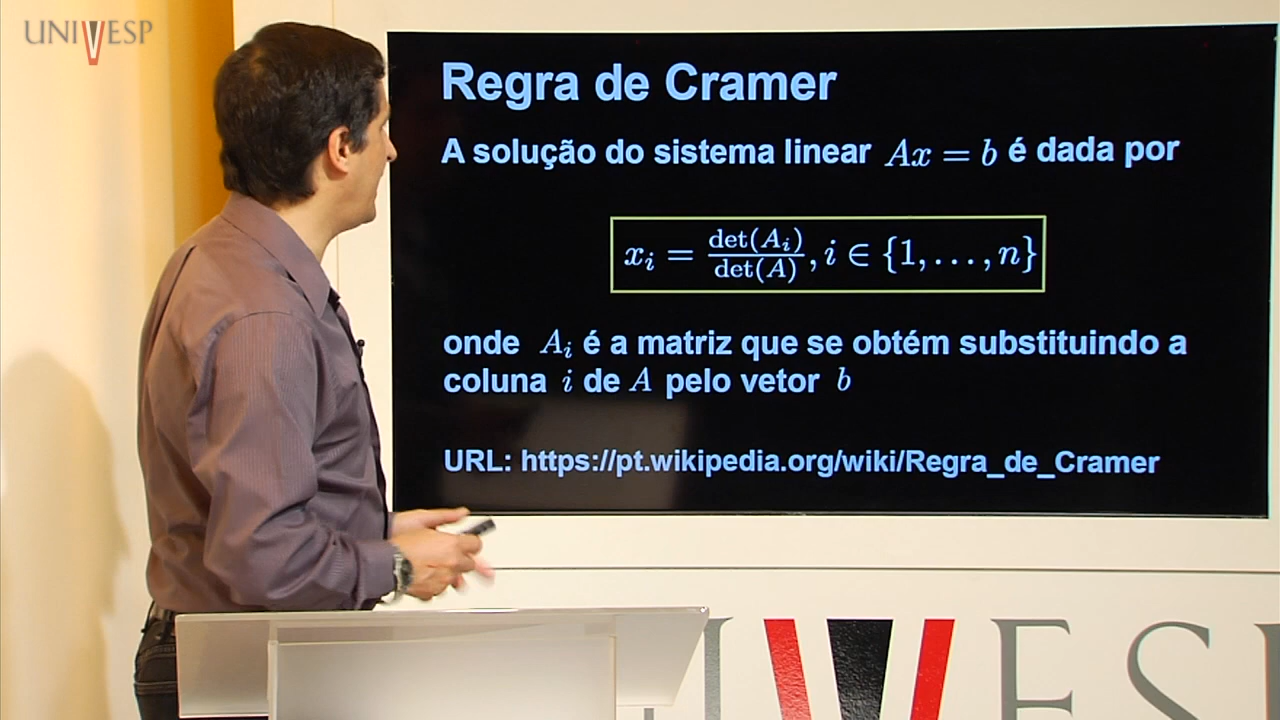 UNIVESP
Regra de Cramer
A solução do sistema linear Ax = b é dada por
x_i = det(A_i)/det(A), i ∈ {1, ..., n}
onde A_i é a matriz que se obtém substituindo a
coluna i de A pelo vetor b
URL: https://pt.wikipedia.org/wiki/Regra_de_Cramer
UNIVESP